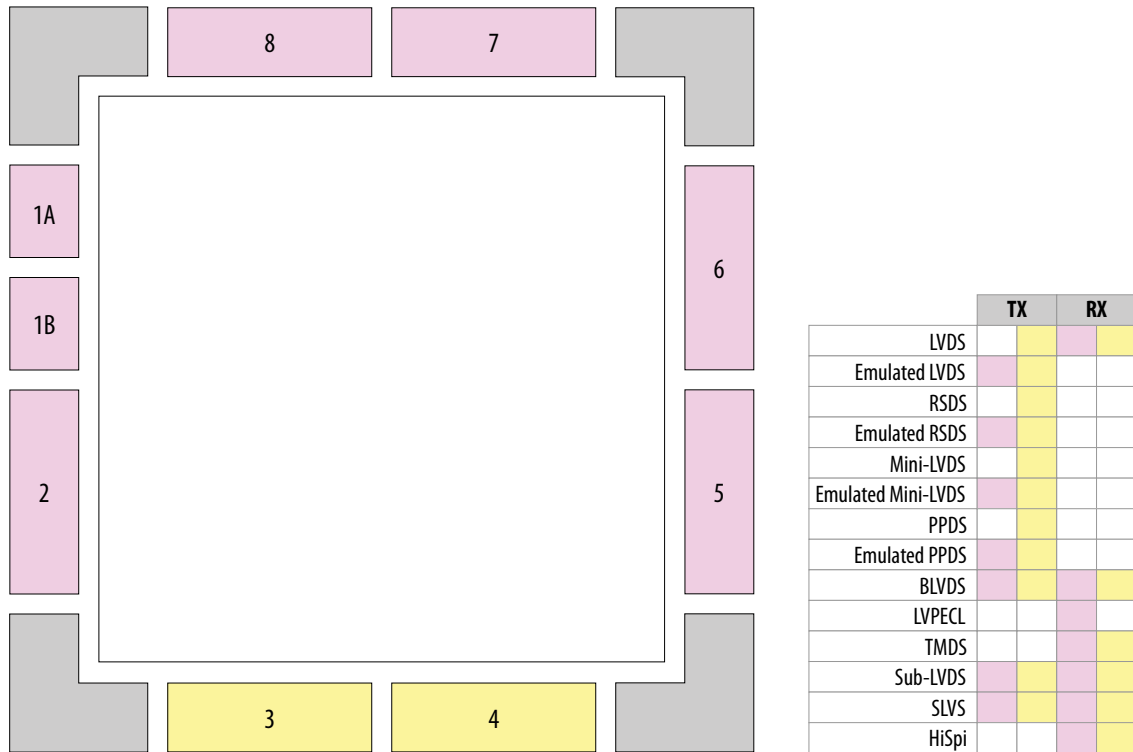 8
7
1A
6
1B
TX RX
LVDS
Emulated LVDS
RSDS
Emulated RSDS
Mini-LVDS
2
5
Emulated Mini-LVDS
PPDS
Emulated PPDS
BLVDS
LVPECL
TMDS
Sub-LVDS
SLVS
3
4
HiSpi